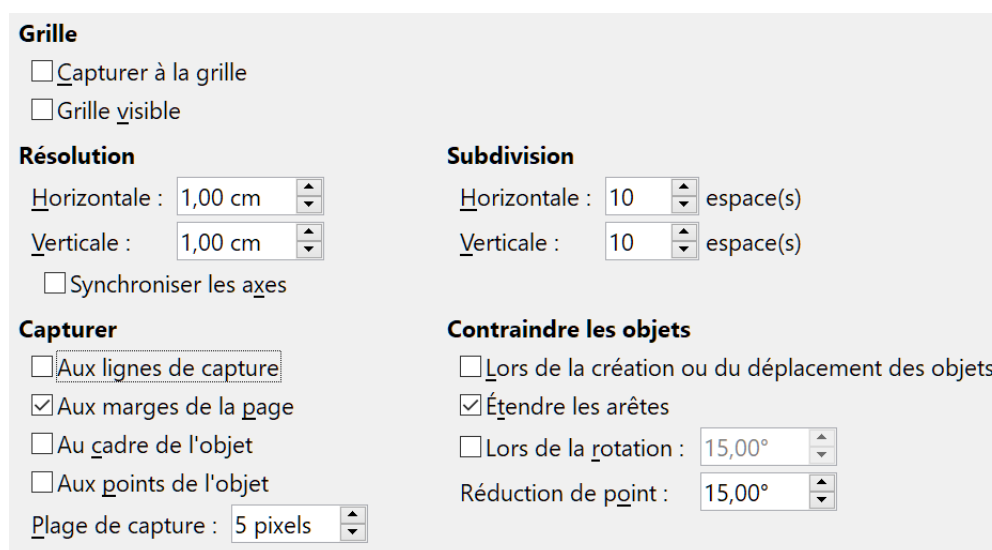 Grille
Capturer à la grille
Grille visible
Résolution
Horizontale : 1,00 cm
Verticale : 1,00 cm
Synchroniser les axes
Subdivision
Horizontale : 10 espace(s)
Verticale : 10 espace(s)
Capturer
Aux lignes de capture
Aux marges de la page
Au cadre de l'objet
Aux points de l'objet
Plage de capture : 5 pixels
Contraindre les objets
Lors de la création ou du déplacement des objets
Étendre les arêtes
Lors de la rotation : 15,00°
Réduction de point : 15,00°